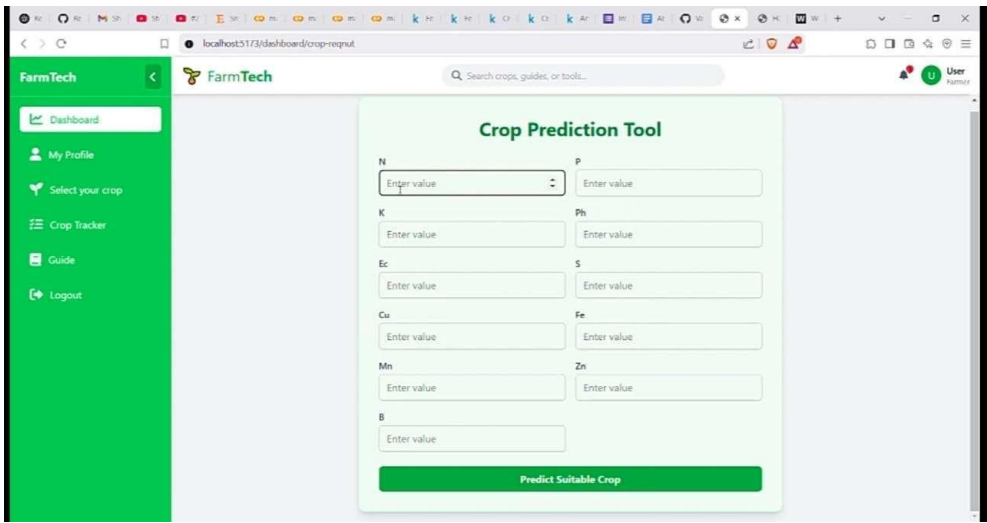 localhost:5173/dashboard/crop-reqnut
FarmTech
FarmTech
Search crops, guides, or tools...
U
User
Farmer
Dashboard
My Profile
Select your crop
Crop Tracker
Guide
Logout
Crop Prediction Tool
N P
Enter value Enter value
K Ph
Enter value Enter value
Ec S
Enter value Enter value
Cu Fe
Enter value Enter value
Mn Zn
Enter value Enter value
B
Enter value
Predict Suitable Crop